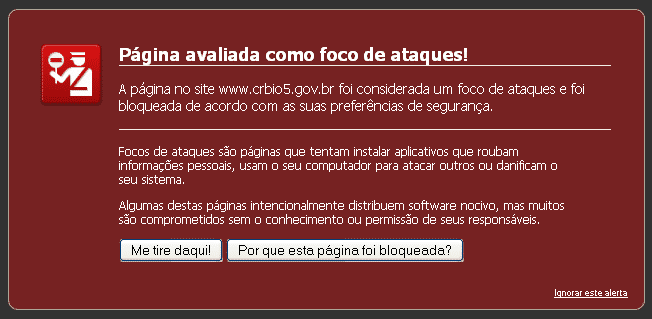 Página avaliada como foco de ataques!
A página no site www.crbio5.gov.br foi considerada um foco de ataques e foi
bloqueada de acordo com as suas preferências de segurança.
Focos de ataques são páginas que tentam instalar aplicativos que roubam
informações pessoais, usam o seu computador para atacar outros ou danificam o
seu sistema.
Algumas destas páginas intencionalmente distribuem software nocivo, mas muitos
são comprometidos sem o conhecimento ou permissão de seus responsáveis.
Me tire daqui!
Por que esta página foi bloqueada?
Ignorar este alerta